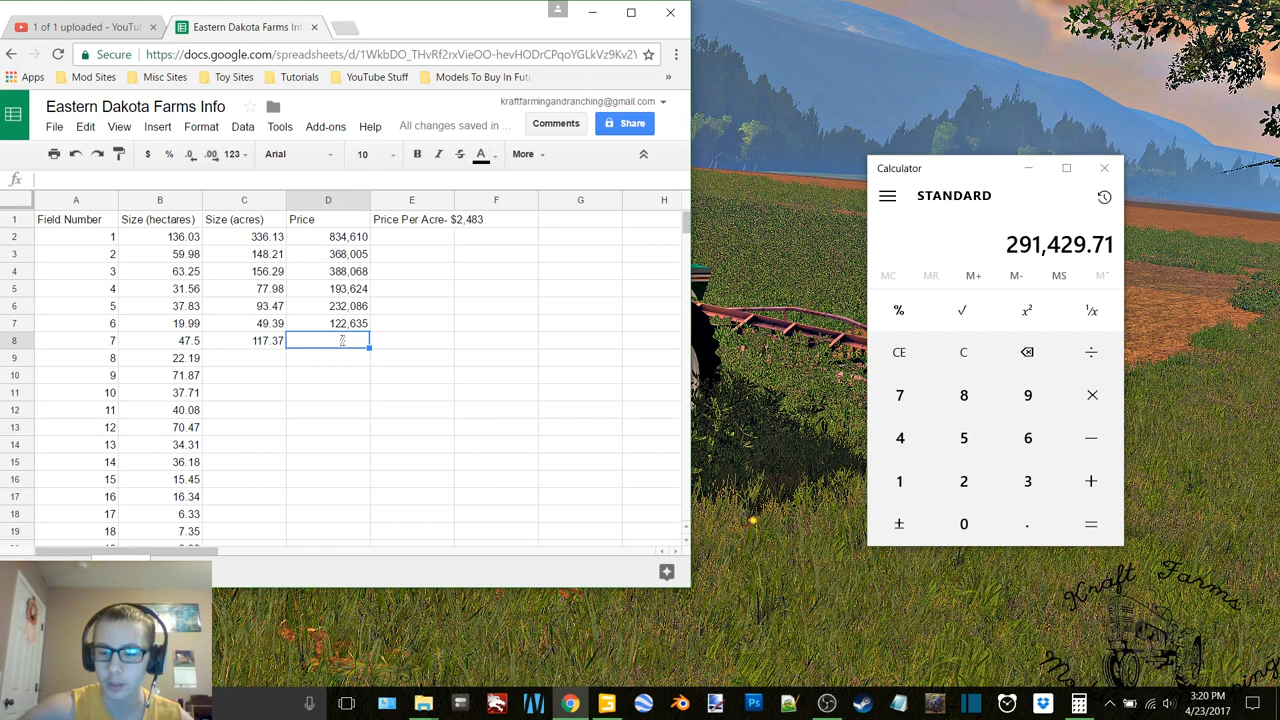 1 of 1 uploaded - YouTu
Eastern Dakota Farms Info
Secure
https://docs.google.com/spreadsheets/d/1WkbDO_THvRf2rxVieOO-hevHODrCPqoYGLkVz9Kv2V
Apps
Mod Sites
Misc Sites
Toy Sites
Tutorials
YouTube Stuff
Models To Buy In Futu
»
Eastern Dakota Farms Info
kraftfarmingandranching@gmail.com
File Edit View Insert Format Data Tools Add-ons Help
All changes saved in ...
Comments
Share
$ % .0 .00 123
Arial
10
B I S A
More
fx
A B C D E F G H
1 Field Number Size (hectares) Size (acres) Price Price Per Acre- $2,483
2 1 136.03 336.13 834,610
3 2 59.98 148.21 368,005
4 3 63.25 156.29 388,068
5 4 31.56 77.98 193,624
6 5 37.83 93.47 232,086
7 6 19.99 49.39 122,635
8 7 47.5 117.37
9 8 22.19
10 9 71.87
11 10 37.71
12 11 40.08
13 12 70.47
14 13 34.31
15 14 36.18
16 15 15.45
17 16 16.34
18 17 6.33
19 18 7.35
Calculator
STANDARD
291,429.71
MC MR M+ M- MS M˅
% √ x² ¹/x
CE C ÷
7 8 9 ×
4 5 6 −
1 2 3 +
± 0 . =
Kraft Farms
3:20 PM
4/23/2017